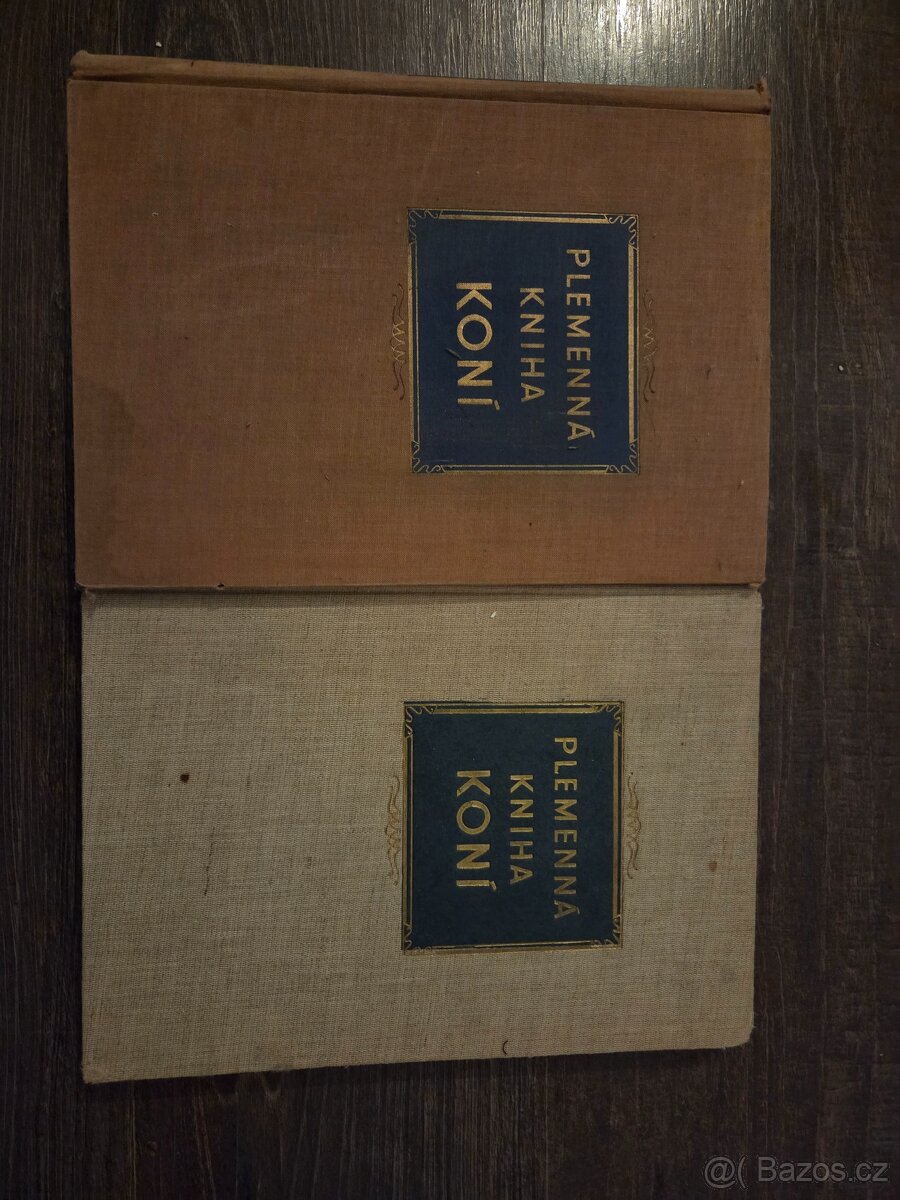 PLEMENNÁ
KNIHA
KONÍ
PLEMENNÁ
KNIHA
KONÍ
@( Bazos.cz